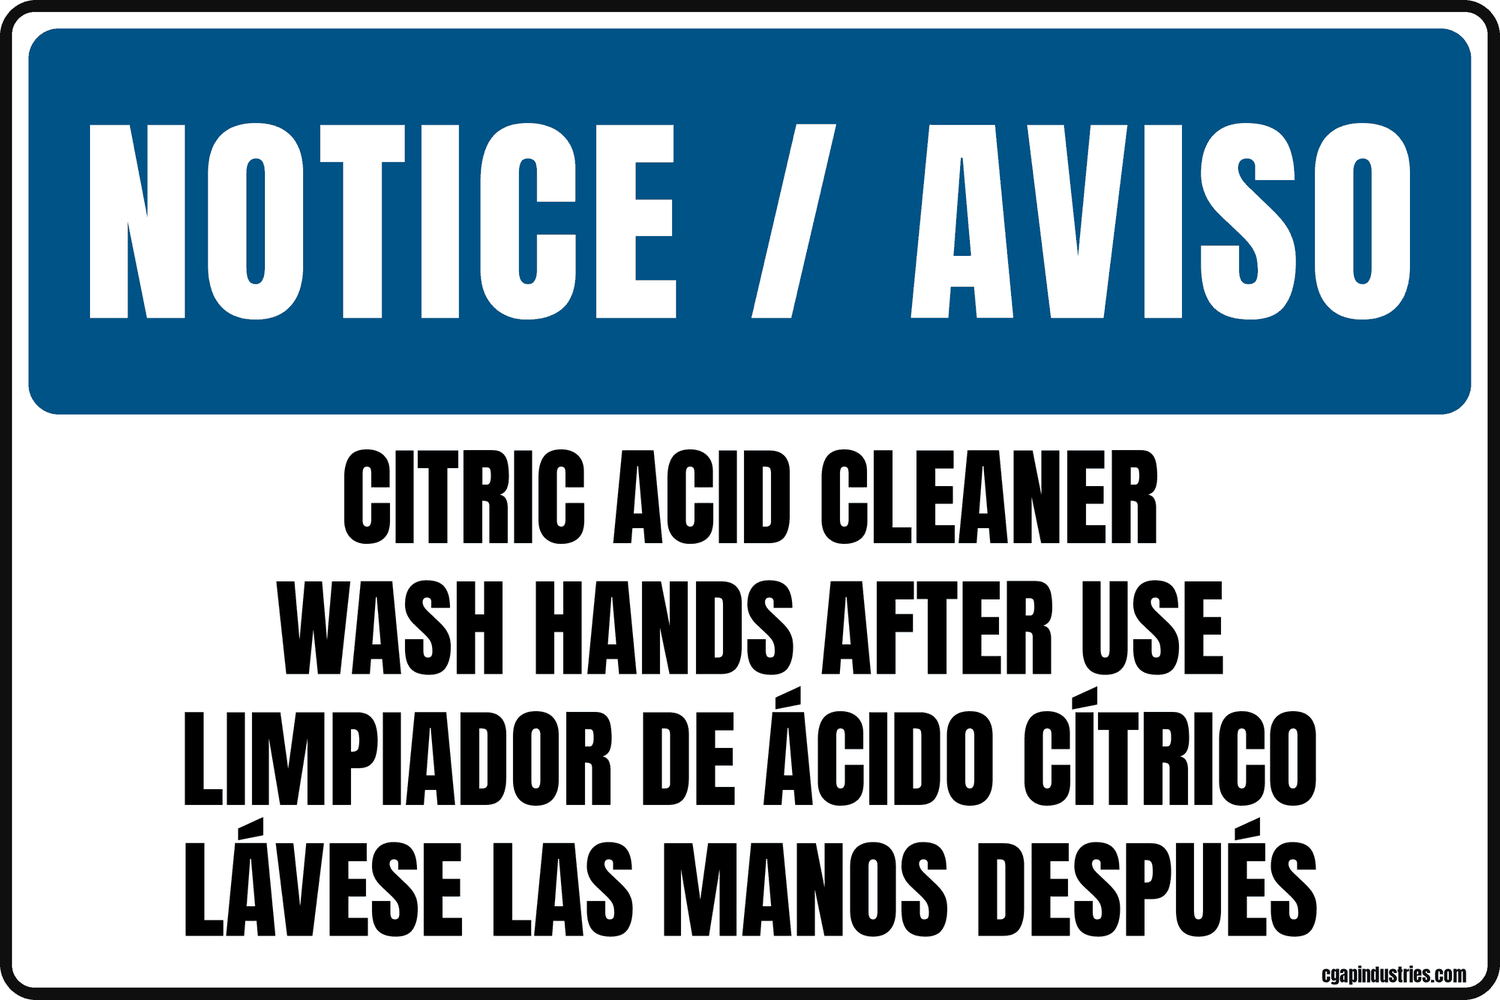 NOTICE / AVISO
CITRIC ACID CLEANER
WASH HANDS AFTER USE
LIMPIADOR DE ÁCIDO CÍTRICO
LÁVESE LAS MANOS DESPUÉS
cgapindustries.com